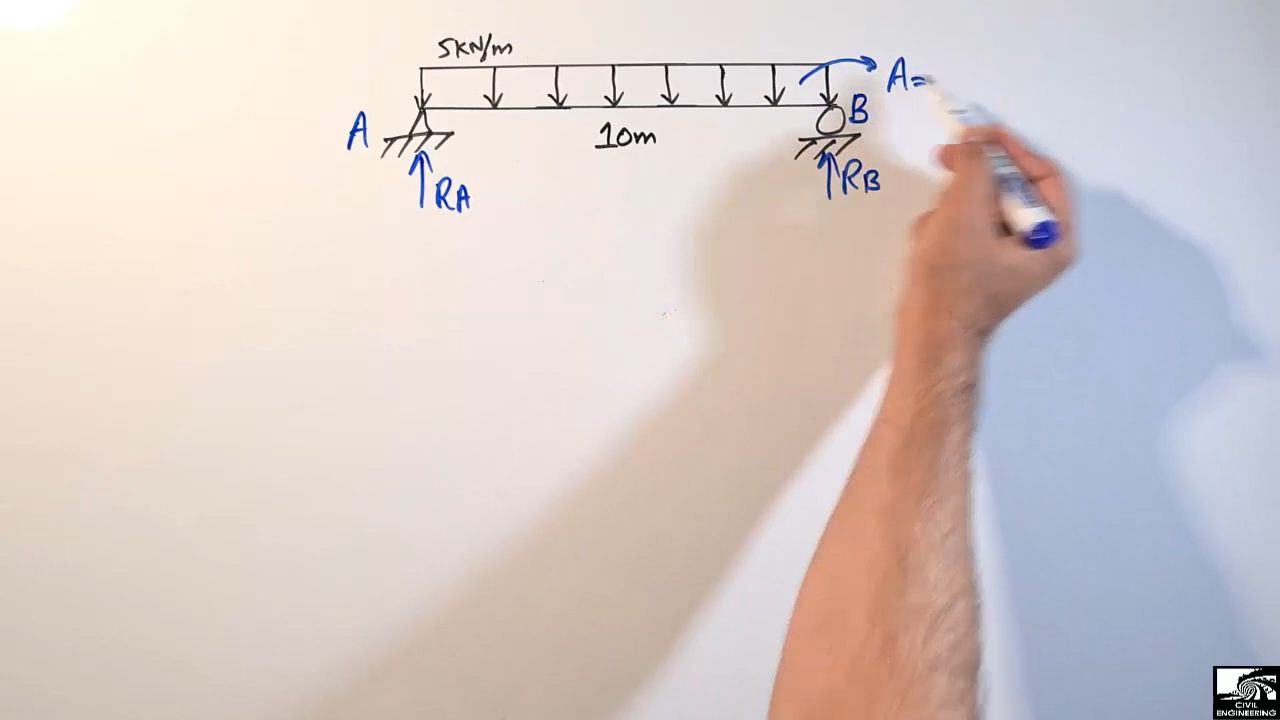 5KN/m
A=
B
A
10m
RA
RB
CIVIL
ENGINEERING